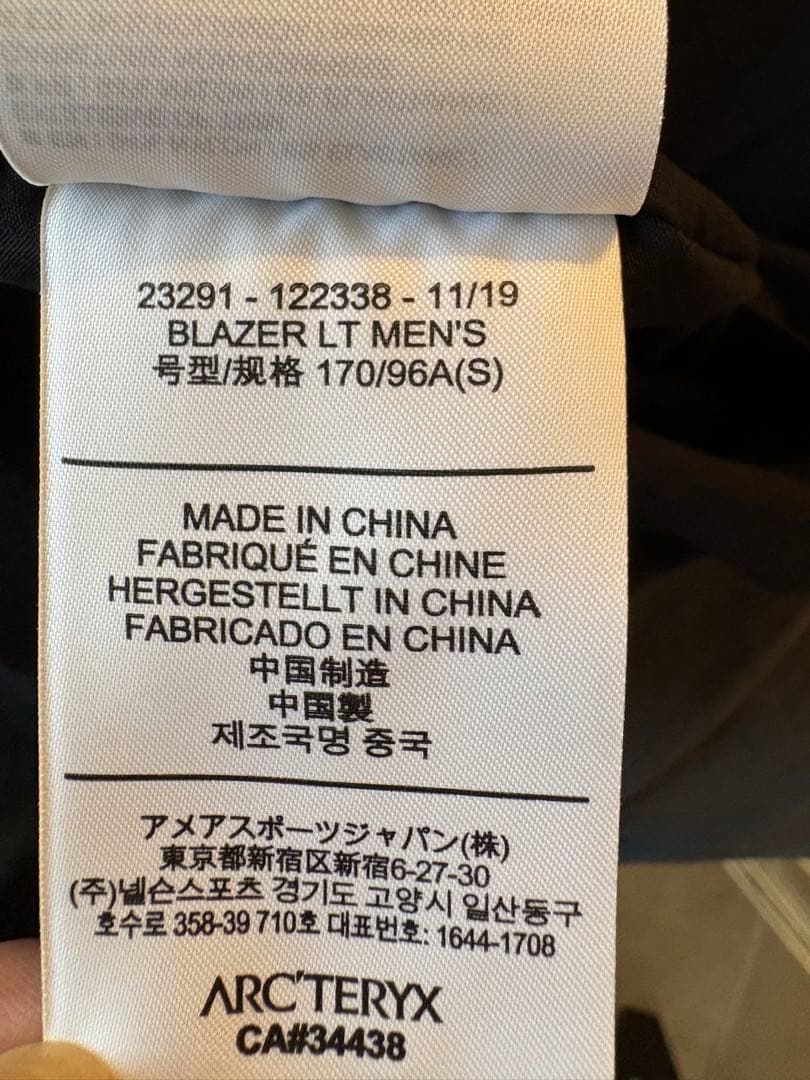 23291 - 122338 - 11/19
BLAZER LT MEN'S
号型/规格 170/96A(S)
MADE IN CHINA
FABRIQUÉ EN CHINE
HERGESTELLT IN CHINA
FABRICADO EN CHINA
中国制造
中国製
제조국명 중국
アメアスポーツジャパン(株)
東京都新宿区新宿6-27-30
(주)넬슨스포츠 경기도 고양시 일산동구
호수로 358-39 710호 대표번호: 1644-1708
ARC'TERYX
CA#34438